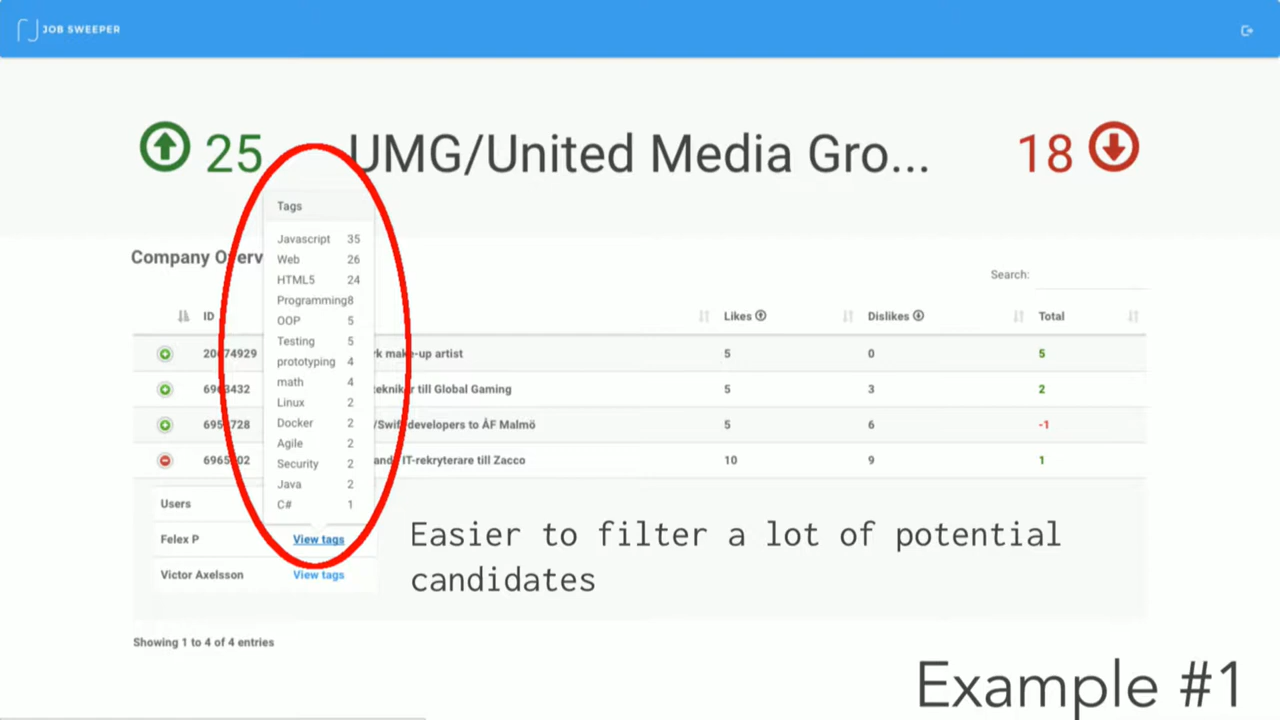 JOB SWEEPER
25 UMG/United Media Gro... 18
Tags
Javascript 35
Web 26
HTML5 24
Programming 8
OOP 5
Testing 5
prototyping 4
math 4
Linux 2
Docker 2
Agile 2
Security 2
Java 2
C# 1
Company Overv
Search:
ID Likes Dislikes Total
make-up artist 5 0 5
till Global Gaming 5 3 2
developers to ÅF Malmö 5 6 -1
IT-rekryterare till Zacco 10 9 1
Users
Felex P View tags
Victor Axelsson View tags
Easier to filter a lot of potential
candidates
Showing 1 to 4 of 4 entries
Example #1